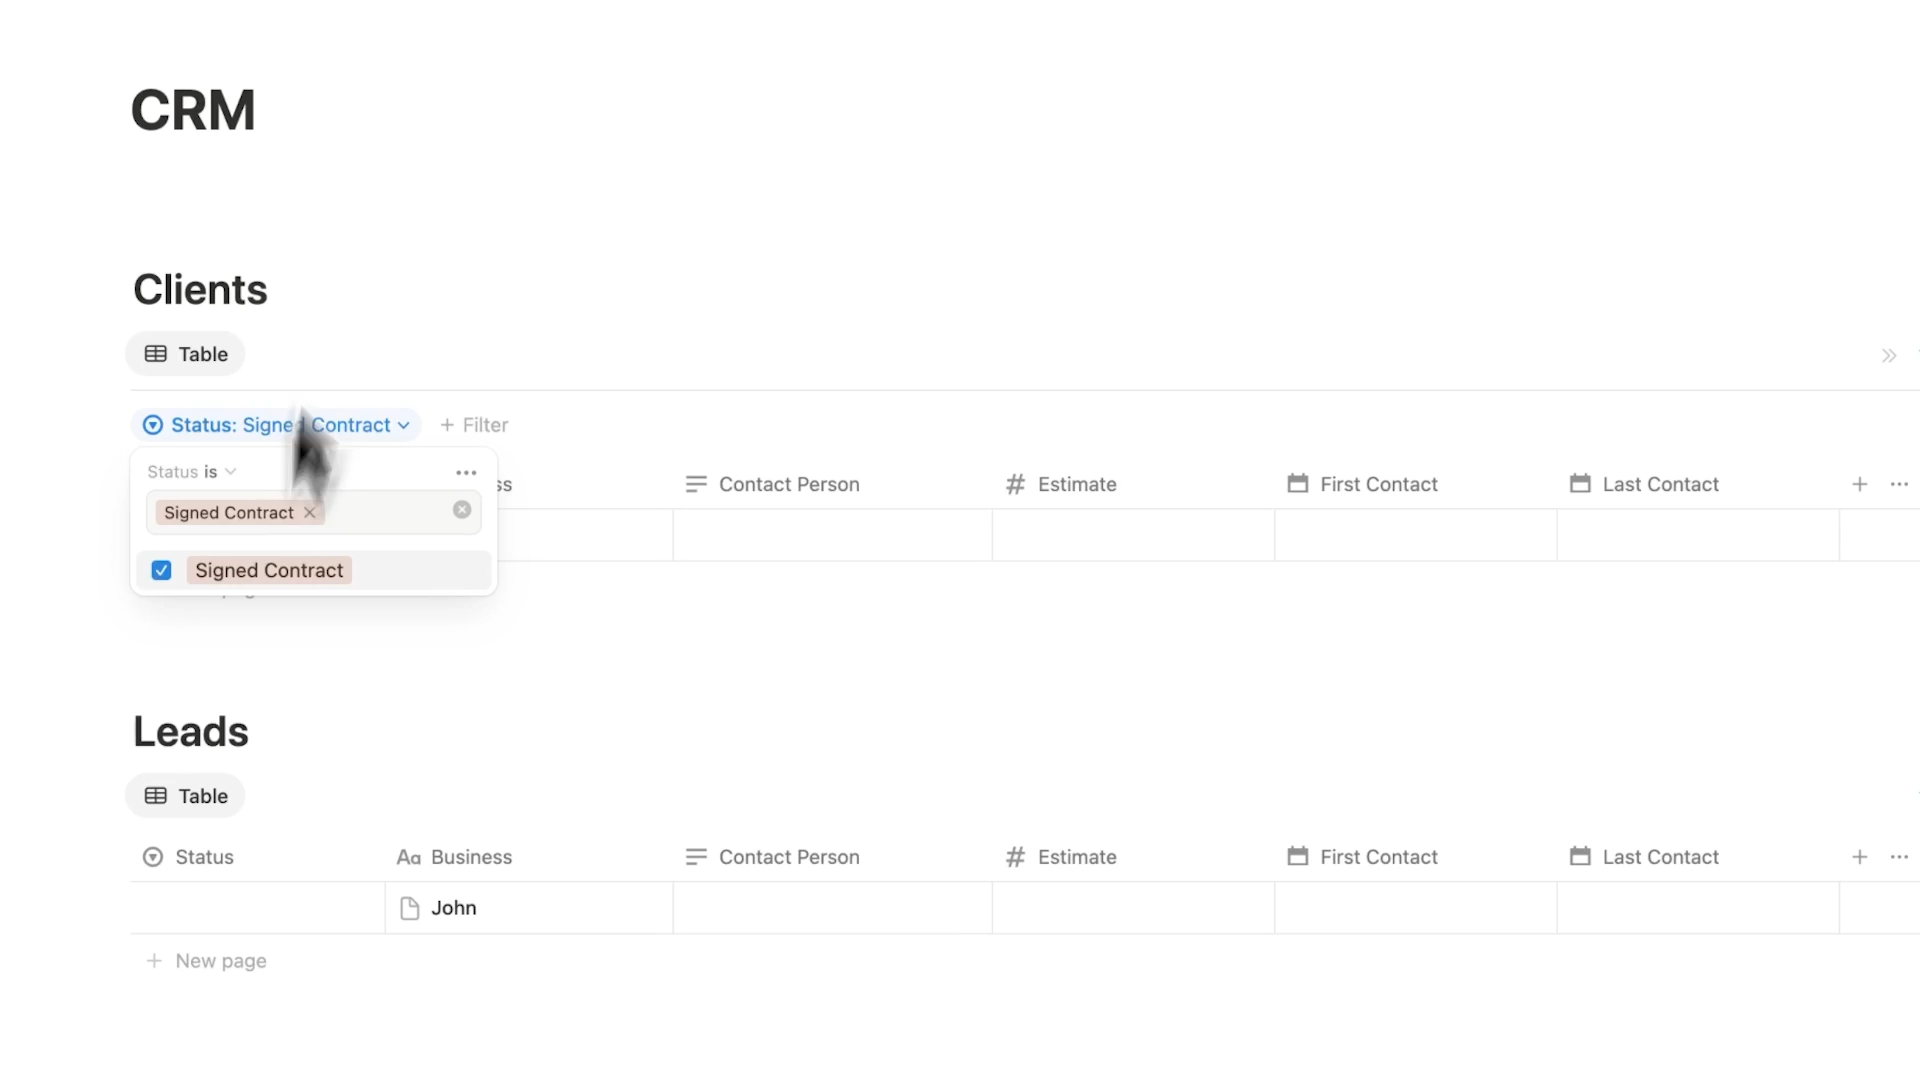 CRM
Clients
Table
Status: Signed Contract
+ Filter
Status is
Contact Person
Estimate
First Contact
Last Contact
Signed Contract
Signed Contract
Leads
Table
Status
Aa Business
Contact Person
Estimate
First Contact
Last Contact
John
+ New page